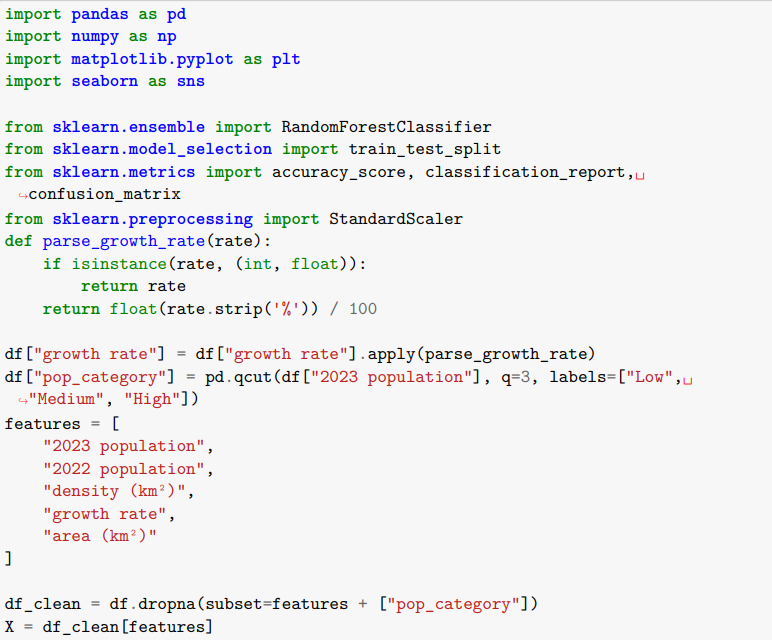 import pandas as pd
import numpy as np
import matplotlib.pyplot as plt
import seaborn as sns

from sklearn.ensemble import RandomForestClassifier
from sklearn.model_selection import train_test_split
from sklearn.metrics import accuracy_score, classification_report,␣
↪confusion_matrix
from sklearn.preprocessing import StandardScaler
def parse_growth_rate(rate):
    if isinstance(rate, (int, float)):
        return rate
    return float(rate.strip('%')) / 100

df["growth rate"] = df["growth rate"].apply(parse_growth_rate)
df["pop_category"] = pd.qcut(df["2023 population"], q=3, labels=["Low",␣
↪"Medium", "High"])
features = [
    "2023 population",
    "2022 population",
    "density (km²)",
    "growth rate",
    "area (km²)"
]

df_clean = df.dropna(subset=features + ["pop_category"])
X = df_clean[features]